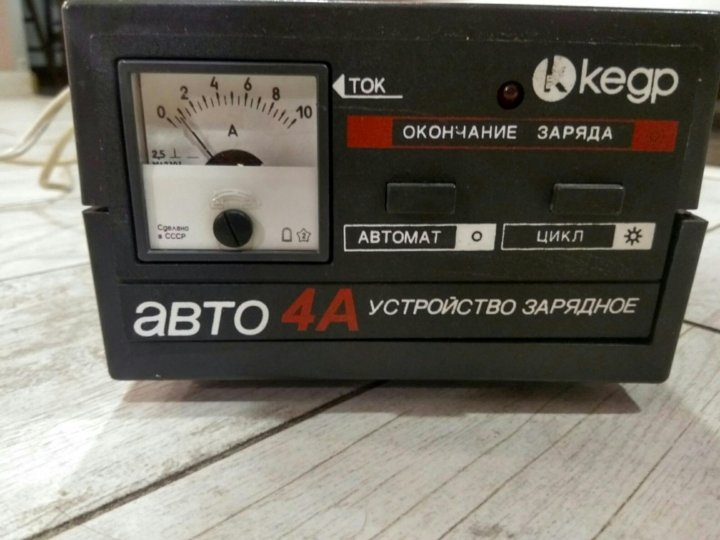 0 2 4 6 8 10
A
2,5
Сделано
в СССР
2
ТОК
кедр
ОКОНЧАНИЕ ЗАРЯДА
АВТОМАТ
ЦИКЛ
авто 4А УСТРОЙСТВО ЗАРЯДНОЕ